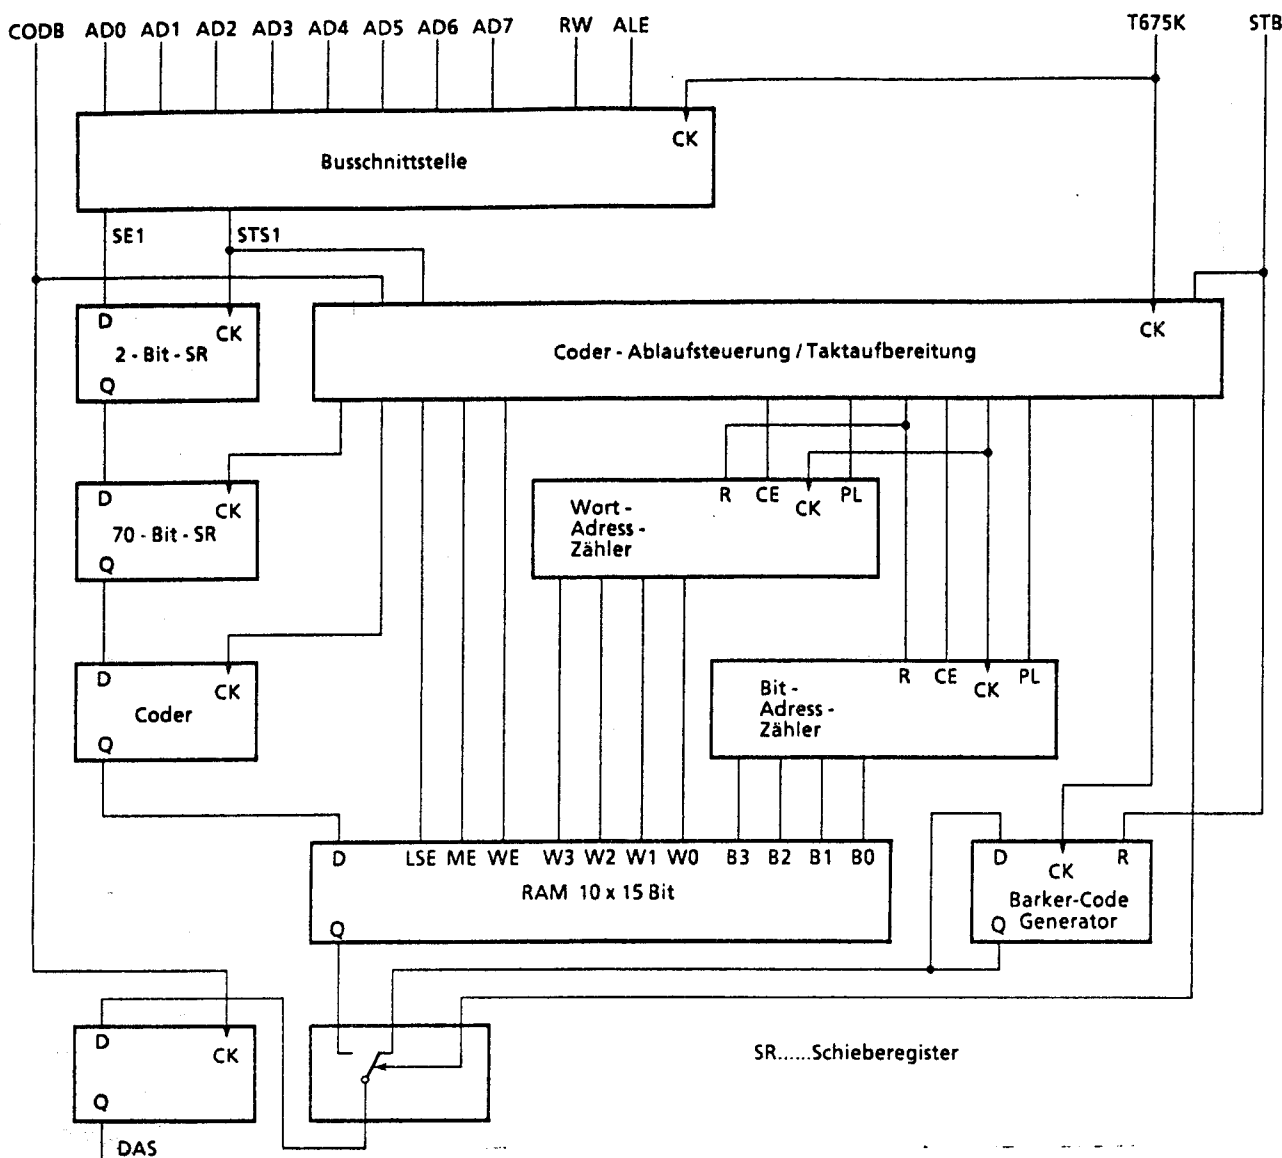 CODB AD0 AD1 AD2 AD3 AD4 AD5 AD6 AD7 RW ALE T675K STB
CK
Busschnittstelle
SE1 STS1
D CK
2 - Bit - SR
Q
CK
Coder - Ablaufsteuerung / Taktaufbereitung
D CK
70 - Bit - SR
Q
R CE CK PL
Wort -
Adress -
Zähler
D CK
Coder
Q
R CE CK PL
Bit -
Adress -
Zähler
D LSE ME WE W3 W2 W1 W0 B3 B2 B1 B0
RAM 10 x 15 Bit
Q
D CK R
Barker-Code
Q Generator
D CK
Q
SR......Schieberegister
DAS